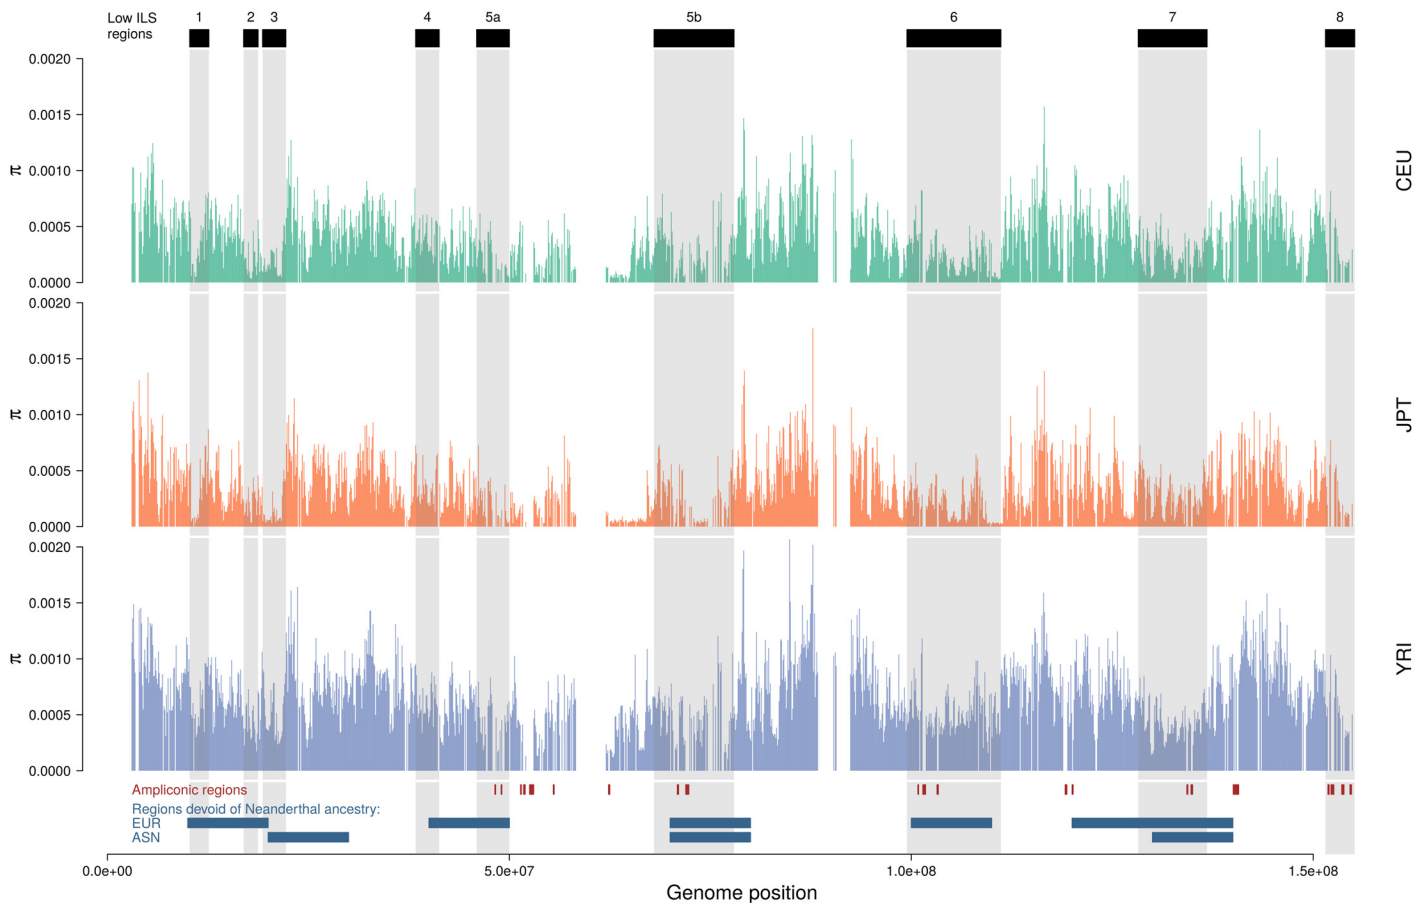 Low ILS
regions
1 2 3 4 5a 5b 6 7 8
0.0020
0.0015
0.0010
0.0005
0.0000
π
CEU
0.0020
0.0015
0.0010
0.0005
0.0000
π
JPT
0.0020
0.0015
0.0010
0.0005
0.0000
π
YRI
Ampliconic regions
Regions devoid of Neanderthal ancestry:
EUR
ASN
0.0e+00 5.0e+07 1.0e+08 1.5e+08
Genome position